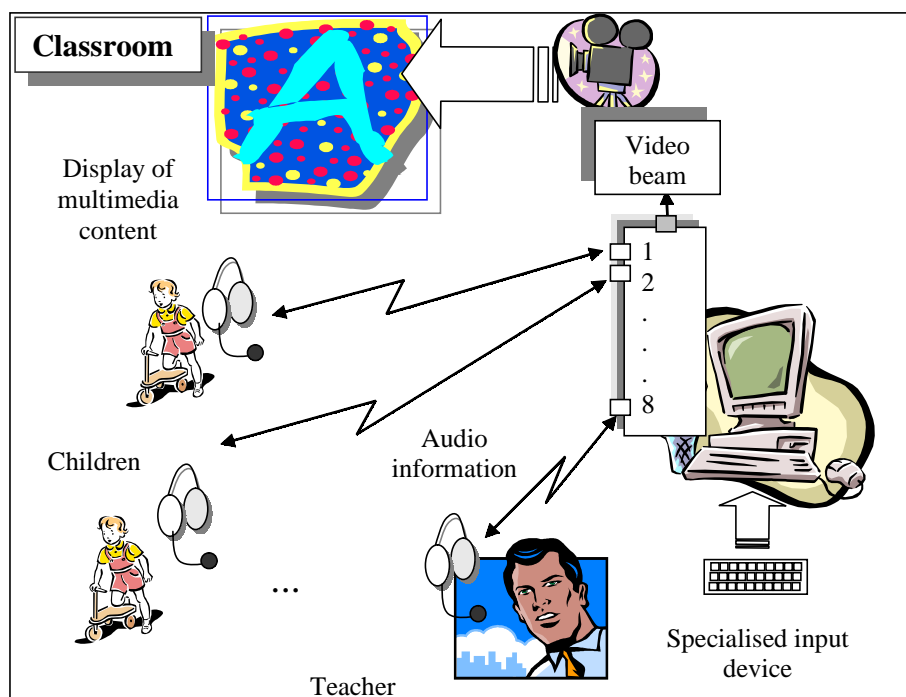 Classroom
A
Video
beam
Display of
multimedia
content
1
2
.
.
.
8
Children
Audio
information
...
Teacher
Specialised input
device